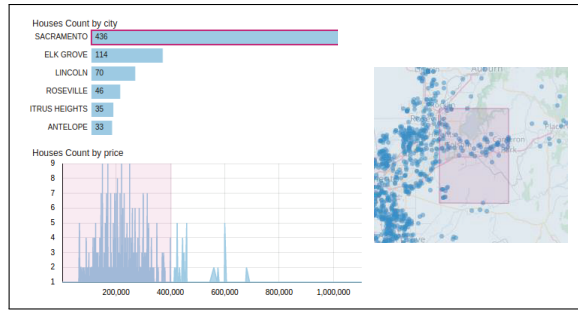 Houses Count by city
SACRAMENTO 436
ELK GROVE 114
LINCOLN 70
ROSEVILLE 46
ITRUS HEIGHTS 35
ANTELOPE 33
Houses Count by price
9
8
7
6
5
4
3
2
1
200,000 400,000 600,000 800,000 1,000,000
Auburn
Park